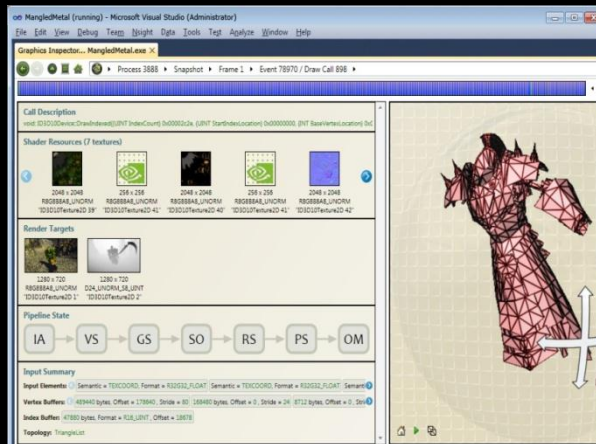 MangledMetal (running) - Microsoft Visual Studio (Administrator)
File Edit View Debug Team Nsight Data Tools Test Analyze Window Help
Graphics Inspector... MangledMetal.exe X
Process 3888 Snapshot Frame 1 Event 78970 / Draw Call 898
Call Description
void ID3D10Device::DrawIndexed((UINT IndexCount) 0x00002c2e, (UINT StartIndexLocation) 0x00000000, (INT BaseVertexLocation)
Shader Resources (7 textures)
2048 x 2048 256 x 256 2048 x 2048 256 x 256 2048 x 2048
R8G8B8A8_UNORM R8G8B8A8_UNORM R8G8B8A8_UNORM R8G8B8A8_UNORM R8G8B8A8_UNORM
"ID3D10Texture2D 39" "ID3D10Texture2D 41" "ID3D10Texture2D 40" "ID3D10Texture2D 41" "ID3D10Texture2D 42"
Render Targets
1280 x 720 1280 x 720
R8G8B8A8_UNORM D24_UNORM_S8_UINT
"ID3D10Texture2D 1" "ID3D10Texture2D 2"
Pipeline State
IA VS GS SO RS PS OM
Input Summary
Input Elements: Semantic = TEXCOORD, Format = R32G32_FLOAT Semantic = TEXCOORD, Format = R32G32_FLOAT
Vertex Buffers: 489440 bytes, Offset = 178640, Stride = 80 168480 bytes, Offset = 0, Stride = 24 8712 bytes, Offset = 0,
Index Buffer: 47880 bytes, Format = R16_UINT, Offset = 18678
Topology: TriangleList